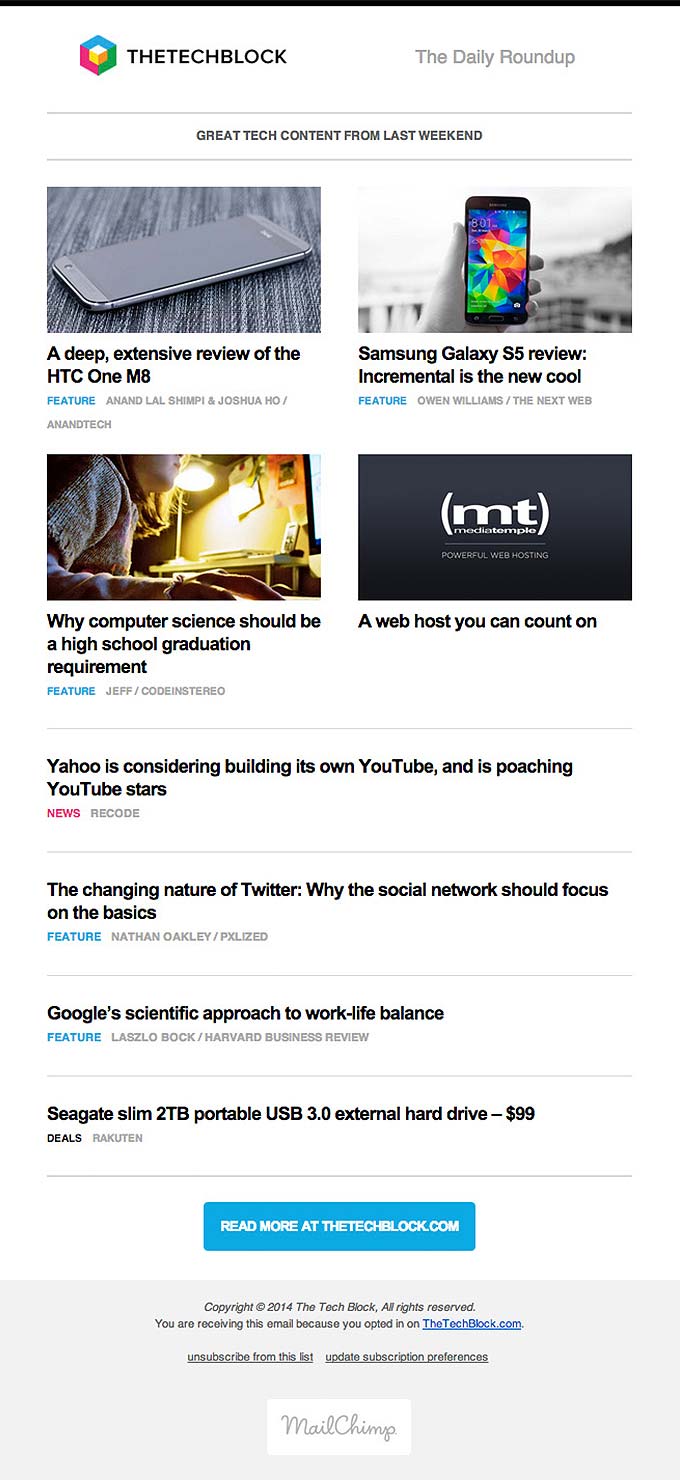 THETECHBLOCK
The Daily Roundup
GREAT TECH CONTENT FROM LAST WEEKEND
SAMSUNG
8:01
A deep, extensive review of the
HTC One M8
FEATURE ANAND LAL SHIMPI & JOSHUA HO /
ANANDTECH
Samsung Galaxy S5 review:
Incremental is the new cool
FEATURE OWEN WILLIAMS / THE NEXT WEB
(mt)
mediatemple
POWERFUL WEB HOSTING
Why computer science should be
a high school graduation
requirement
FEATURE JEFF / CODEINSTEREO
A web host you can count on
Yahoo is considering building its own YouTube, and is poaching
YouTube stars
NEWS RECODE
The changing nature of Twitter: Why the social network should focus
on the basics
FEATURE NATHAN OAKLEY / PXLIZED
Google’s scientific approach to work-life balance
FEATURE LASZLO BOCK / HARVARD BUSINESS REVIEW
Seagate slim 2TB portable USB 3.0 external hard drive – $99
DEALS RAKUTEN
READ MORE AT THETECHBLOCK.COM
Copyright © 2014 The Tech Block, All rights reserved.
You are receiving this email because you opted in on TheTechBlock.com.
unsubscribe from this list update subscription preferences
MailChimp